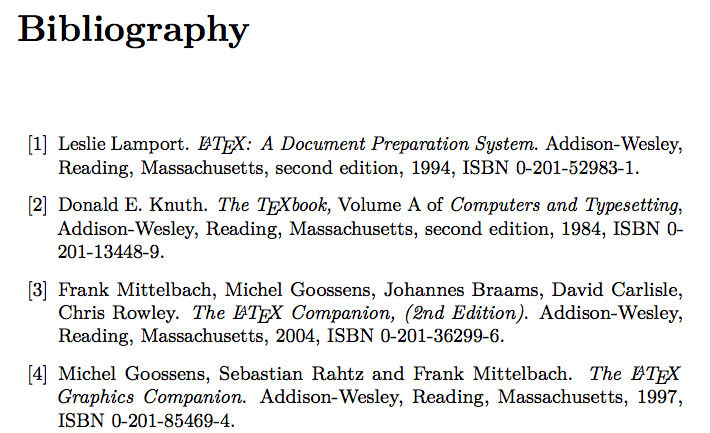 Bibliography
[1] Leslie Lamport. LATEX: A Document Preparation System. Addison-Wesley,
Reading, Massachusetts, second edition, 1994, ISBN 0-201-52983-1.
[2] Donald E. Knuth. The TEXbook, Volume A of Computers and Typesetting,
Addison-Wesley, Reading, Massachusetts, second edition, 1984, ISBN 0-
201-13448-9.
[3] Frank Mittelbach, Michel Goossens, Johannes Braams, David Carlisle,
Chris Rowley. The LATEX Companion, (2nd Edition). Addison-Wesley,
Reading, Massachusetts, 2004, ISBN 0-201-36299-6.
[4] Michel Goossens, Sebastian Rahtz and Frank Mittelbach. The LATEX
Graphics Companion. Addison-Wesley, Reading, Massachusetts, 1997,
ISBN 0-201-85469-4.